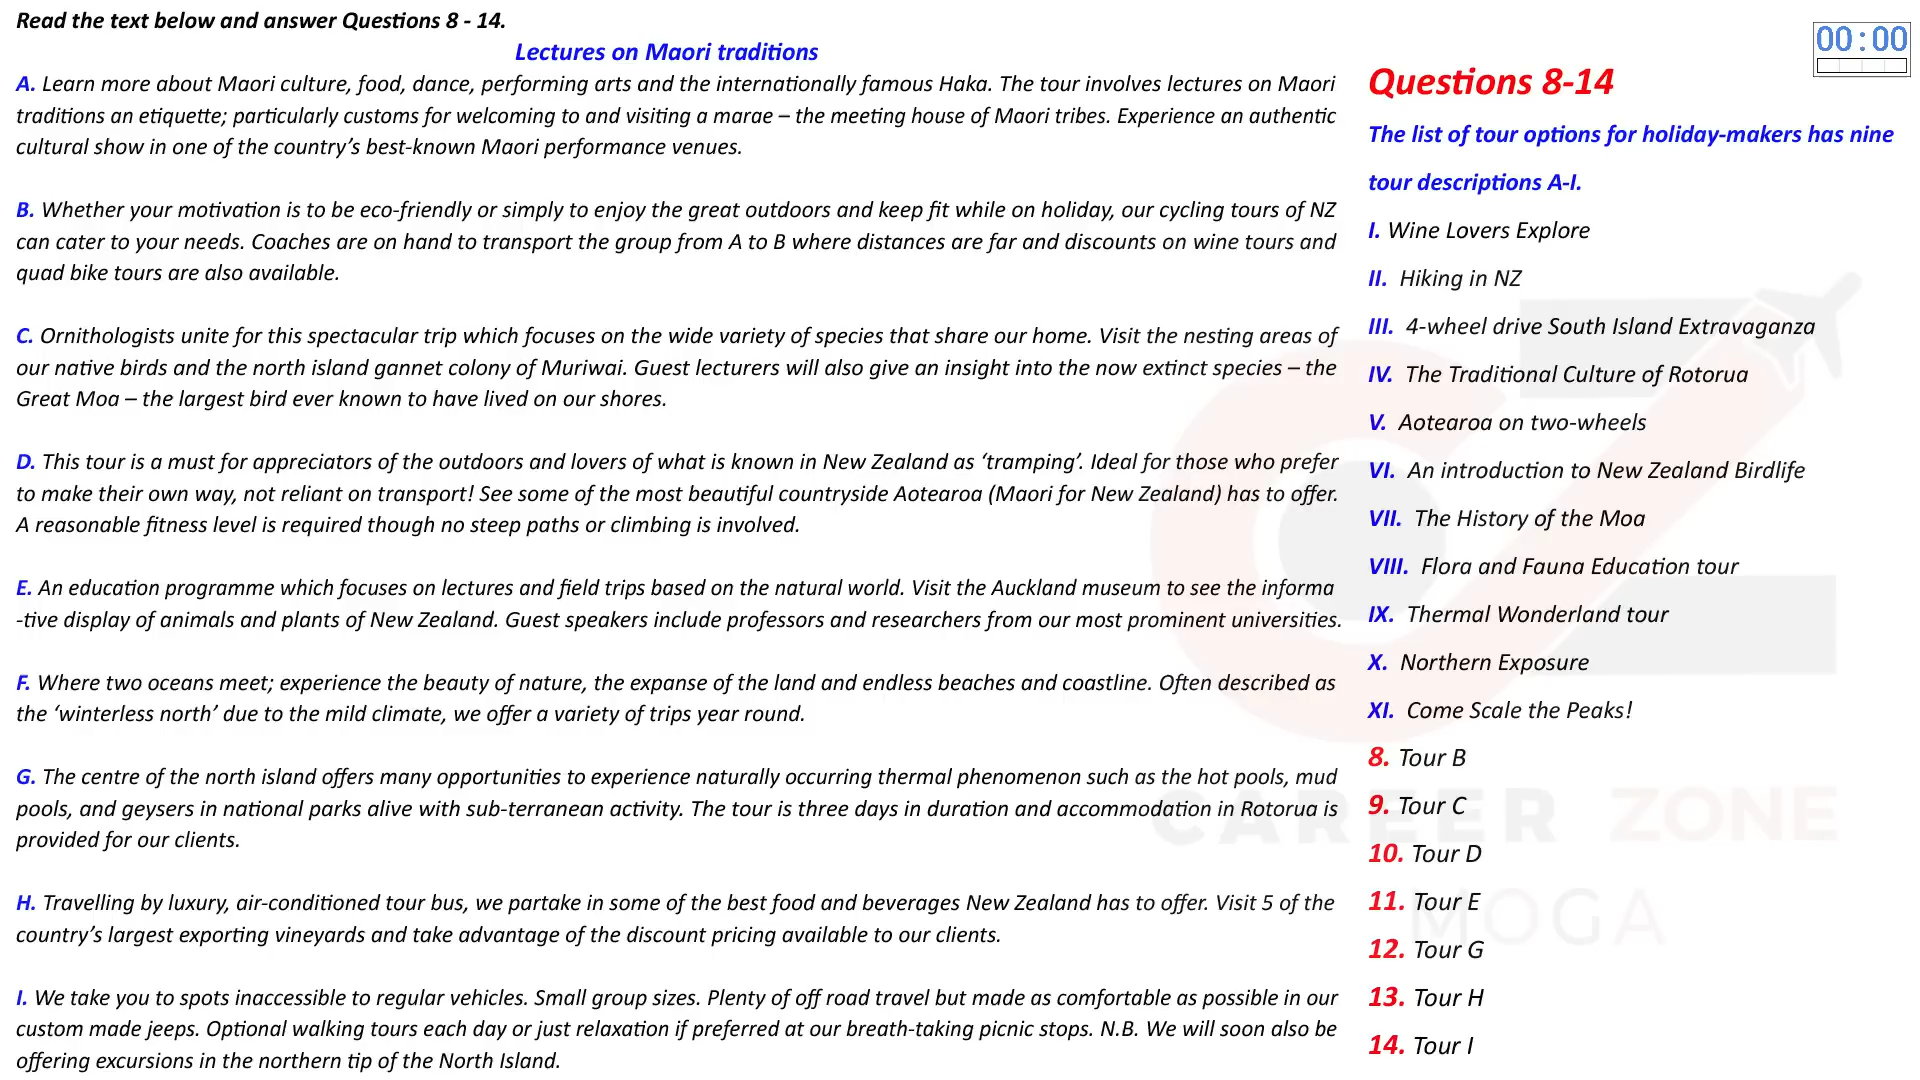 Read the text below and answer Questions 8 - 14.
Lectures on Maori traditions
A. Learn more about Maori culture, food, dance, performing arts and the internationally famous Haka. The tour involves lectures on Maori
traditions an etiquette; particularly customs for welcoming to and visiting a marae – the meeting house of Maori tribes. Experience an authentic
cultural show in one of the country’s best-known Maori performance venues.
B. Whether your motivation is to be eco-friendly or simply to enjoy the great outdoors and keep fit while on holiday, our cycling tours of NZ
can cater to your needs. Coaches are on hand to transport the group from A to B where distances are far and discounts on wine tours and
quad bike tours are also available.
C. Ornithologists unite for this spectacular trip which focuses on the wide variety of species that share our home. Visit the nesting areas of
our native birds and the north island gannet colony of Muriwai. Guest lecturers will also give an insight into the now extinct species – the
Great Moa – the largest bird ever known to have lived on our shores.
D. This tour is a must for appreciators of the outdoors and lovers of what is known in New Zealand as ‘tramping’. Ideal for those who prefer
to make their own way, not reliant on transport! See some of the most beautiful countryside Aotearoa (Maori for New Zealand) has to offer.
A reasonable fitness level is required though no steep paths or climbing is involved.
E. An education programme which focuses on lectures and field trips based on the natural world. Visit the Auckland museum to see the informa
-tive display of animals and plants of New Zealand. Guest speakers include professors and researchers from our most prominent universities.
F. Where two oceans meet; experience the beauty of nature, the expanse of the land and endless beaches and coastline. Often described as
the ‘winterless north’ due to the mild climate, we offer a variety of trips year round.
G. The centre of the north island offers many opportunities to experience naturally occurring thermal phenomenon such as the hot pools, mud
pools, and geysers in national parks alive with sub-terranean activity. The tour is three days in duration and accommodation in Rotorua is
provided for our clients.
H. Travelling by luxury, air-conditioned tour bus, we partake in some of the best food and beverages New Zealand has to offer. Visit 5 of the
country’s largest exporting vineyards and take advantage of the discount pricing available to our clients.
I. We take you to spots inaccessible to regular vehicles. Small group sizes. Plenty of off road travel but made as comfortable as possible in our
custom made jeeps. Optional walking tours each day or just relaxation if preferred at our breath-taking picnic stops. N.B. We will soon also be
offering excursions in the northern tip of the North Island.
00:00
Questions 8-14
The list of tour options for holiday-makers has nine
tour descriptions A-I.
I. Wine Lovers Explore
II. Hiking in NZ
III. 4-wheel drive South Island Extravaganza
IV. The Traditional Culture of Rotorua
V. Aotearoa on two-wheels
VI. An introduction to New Zealand Birdlife
VII. The History of the Moa
VIII. Flora and Fauna Education tour
IX. Thermal Wonderland tour
X. Northern Exposure
XI. Come Scale the Peaks!
8. Tour B
9. Tour C
10. Tour D
11. Tour E
12. Tour G
13. Tour H
14. Tour I
CAREER ZONE
MOGA